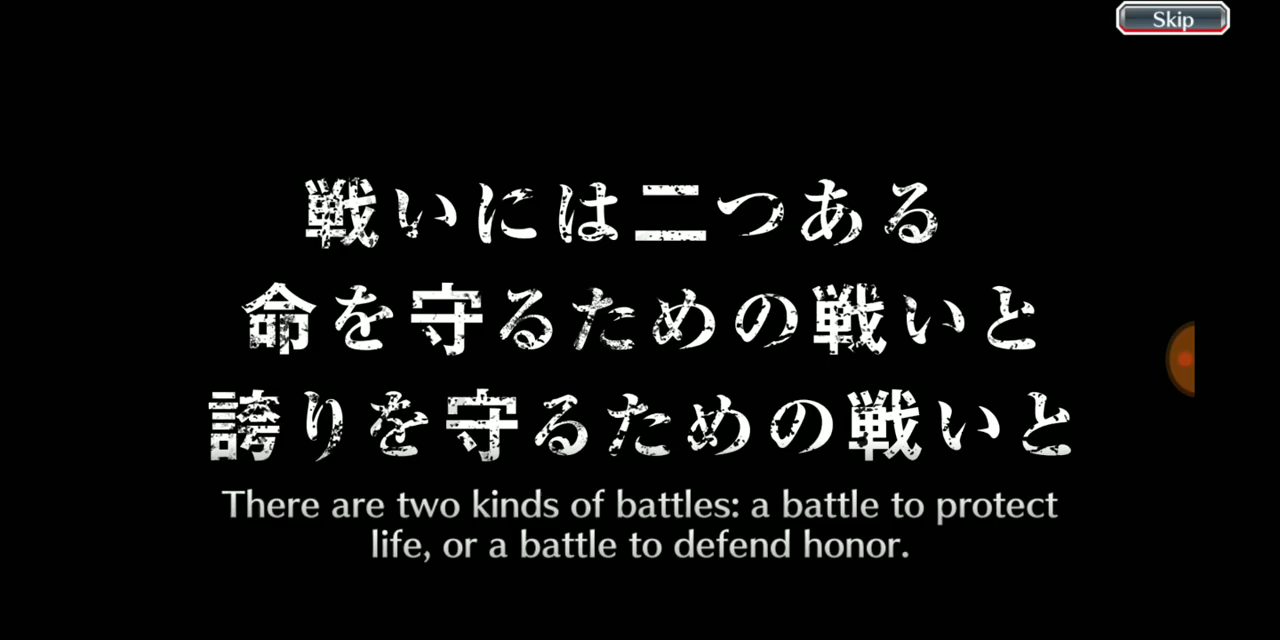 Skip
戦いには二つある
命を守るための戦いと
誇りを守るための戦いと
There are two kinds of battles: a battle to protect
life, or a battle to defend honor.